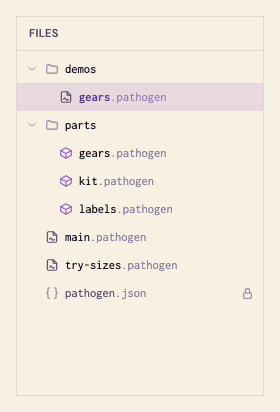 FILES
demos
gears.pathogen
parts
gears.pathogen
kit.pathogen
labels.pathogen
main.pathogen
try-sizes.pathogen
{} pathogen.json